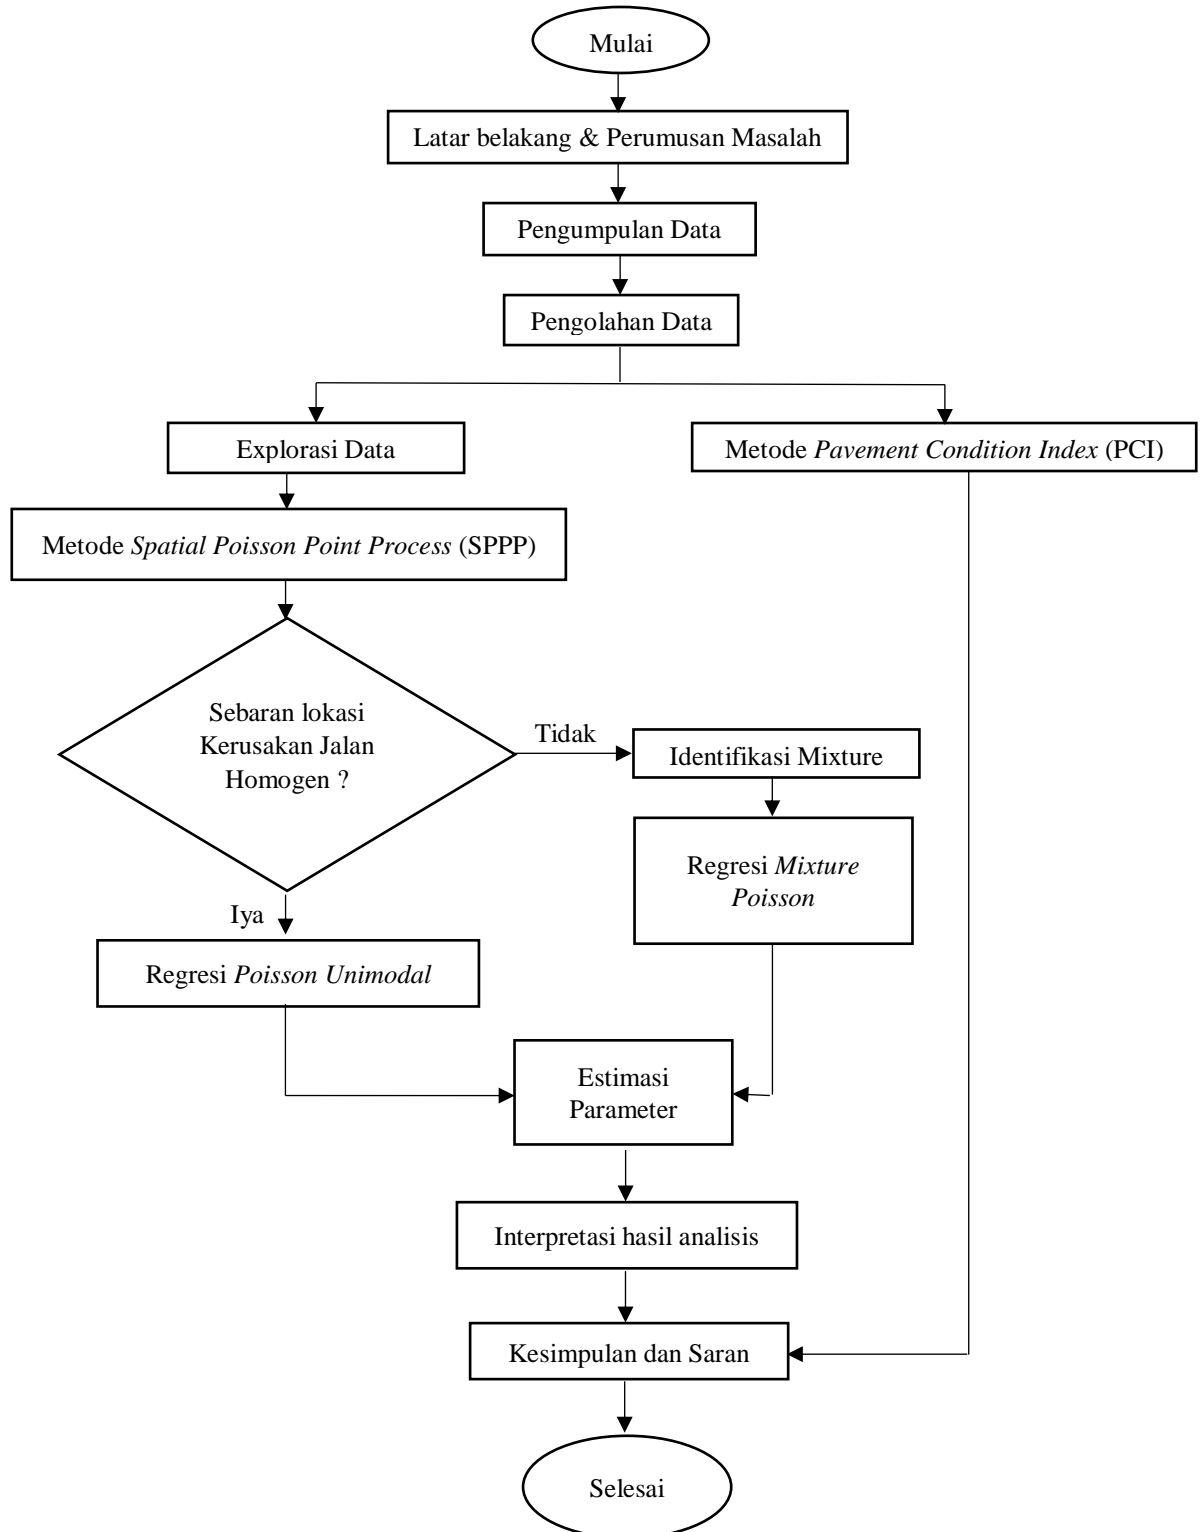 Mulai
Latar belakang & Perumusan Masalah
Pengumpulan Data
Pengolahan Data
Explorasi Data
Metode Pavement Condition Index (PCI)
Metode Spatial Poisson Point Process (SPPP)
Sebaran lokasi
Kerusakan Jalan
Homogen ?
Tidak
Identifikasi Mixture
Regresi Mixture
Poisson
Iya
Regresi Poisson Unimodal
Estimasi
Parameter
Interpretasi hasil analisis
Kesimpulan dan Saran
Selesai